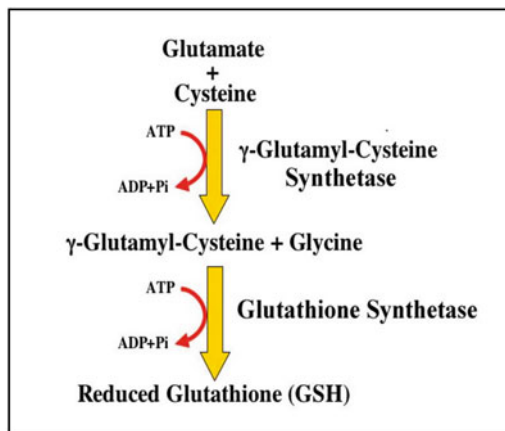 Glutamate
+
Cysteine
ATP
γ-Glutamyl-Cysteine
Synthetase
ADP+Pi
γ-Glutamyl-Cysteine + Glycine
ATP
Glutathione Synthetase
ADP+Pi
Reduced Glutathione (GSH)